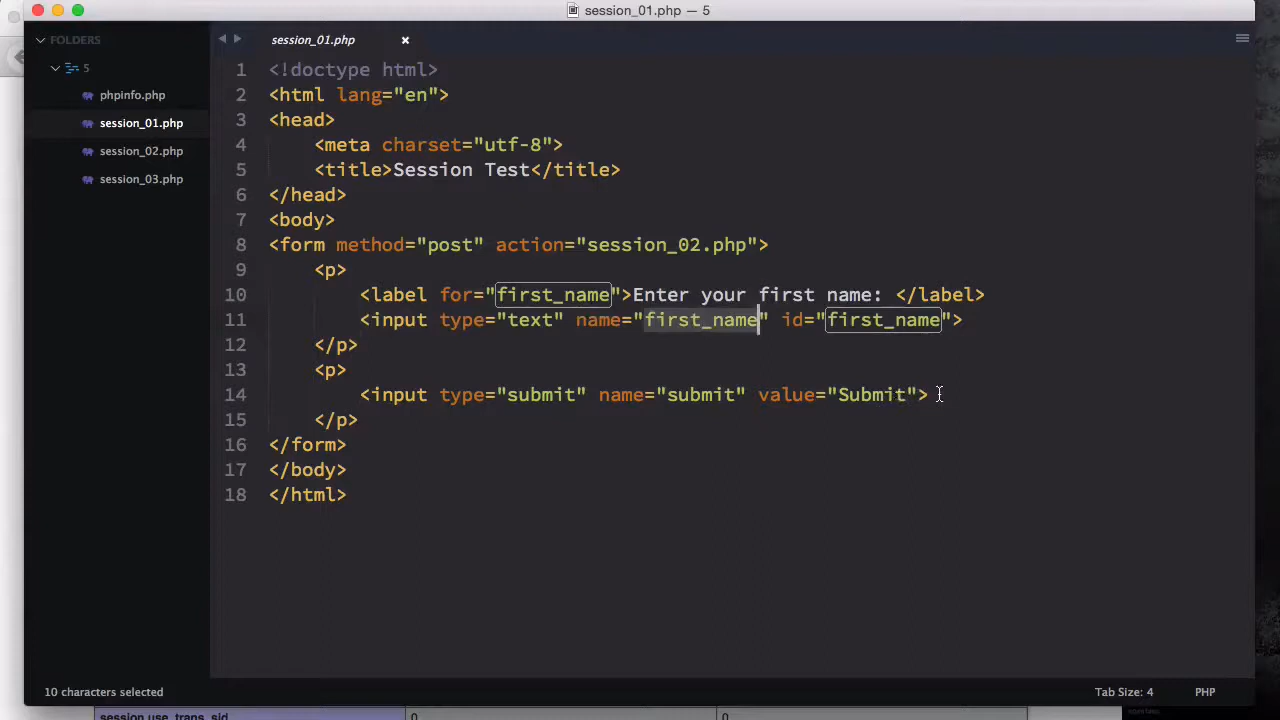 session_01.php — 5
FOLDERS
5
phpinfo.php
session_01.php
session_02.php
session_03.php
session_01.php
1 <!doctype html>
2 <html lang="en">
3 <head>
4     <meta charset="utf-8">
5     <title>Session Test</title>
6 </head>
7 <body>
8 <form method="post" action="session_02.php">
9     <p>
10         <label for="first_name">Enter your first name: </label>
11         <input type="text" name="first_name" id="first_name">
12     </p>
13     <p>
14         <input type="submit" name="submit" value="Submit">
15     </p>
16 </form>
17 </body>
18 </html>
10 characters selected
Tab Size: 4
PHP
session.use_trans_sid 0 0